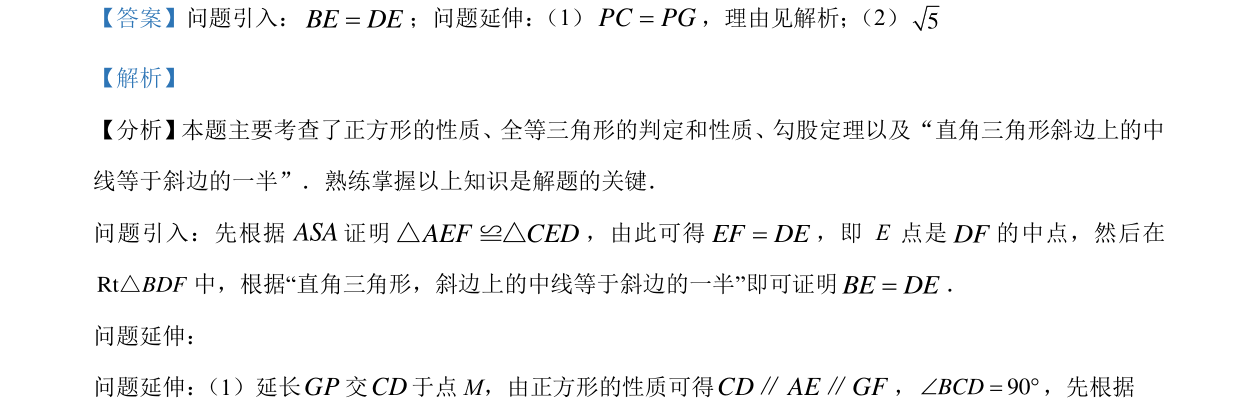 【答案】问题引入：BE = DE；问题延伸：（1）PC = PG，理由见解析；（2）√5
【解析】
【分析】本题主要考查了正方形的性质、全等三角形的判定和性质、勾股定理以及“直角三角形斜边上的中
线等于斜边的一半”．熟练掌握以上知识是解题的关键．
问题引入：先根据 ASA 证明 △AEF ≌△CED，由此可得 EF = DE，即 E 点是 DF 的中点，然后在
Rt△BDF 中，根据“直角三角形，斜边上的中线等于斜边的一半”即可证明 BE = DE．
问题延伸：
问题延伸：（1）延长 GP 交 CD 于点 M，由正方形的性质可得 CD∥AE∥GF，∠BCD = 90°，先根据